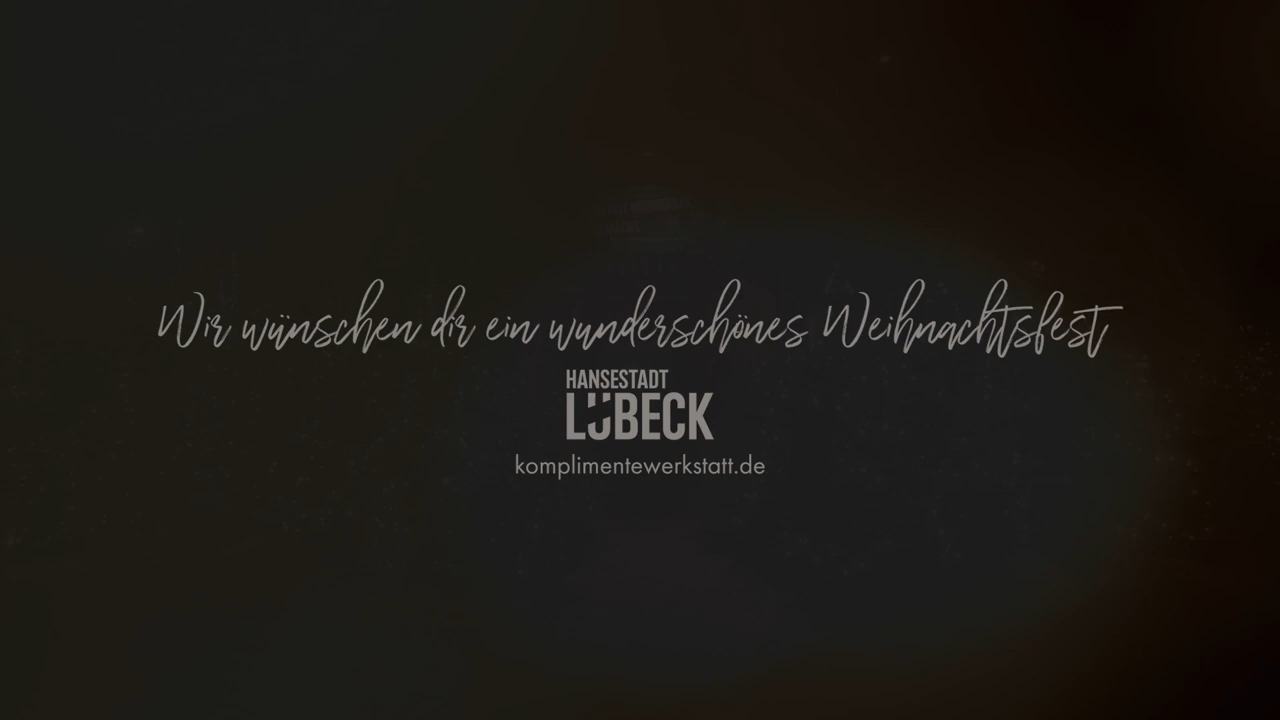 Wir wünschen dir ein wunderschönes Weihnachtsfest
HANSESTADT
LÜBECK
komplimentewerkstatt.de